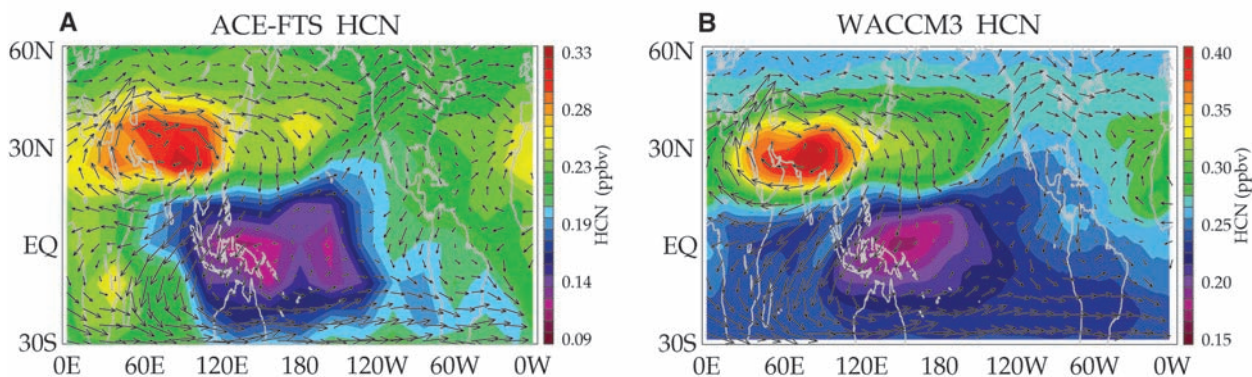 A ACE-FTS HCN
60N
30N
EQ
30S
0E 60E 120E 180 120W 60W 0W
0.33
0.28
0.23
0.19
0.14
0.09
HCN (ppbv)
B WACCM3 HCN
60N
30N
EQ
30S
0E 60E 120E 180 120W 60W 0W
0.40
0.35
0.30
0.25
0.20
0.15
HCN (ppbv)